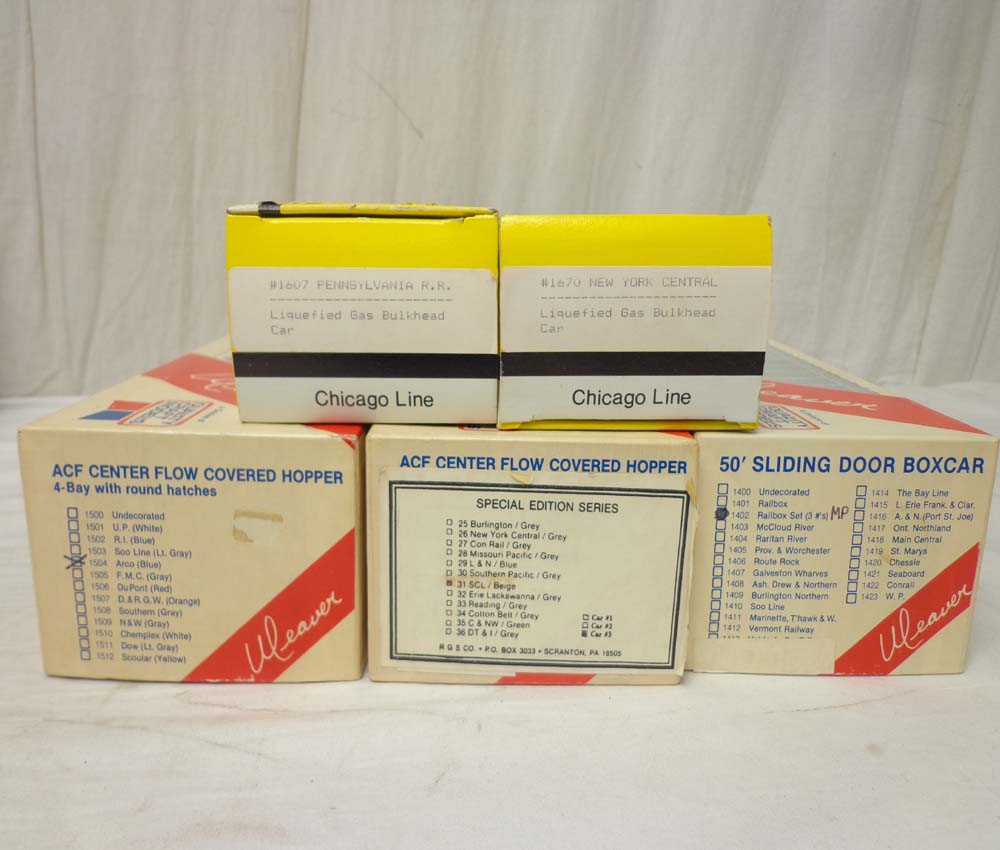 #1607 PENNSYLVANIA R.R.
Liquefied Gas Bulkhead
Car
Chicago Line
#1670 NEW YORK CENTRAL
Liquefied Gas Bulkhead
Car
Chicago Line
ACF CENTER FLOW COVERED HOPPER
4-Bay with round hatches
1500 Undecorated
1501 U.P. (White)
1502 R.I. (Blue)
1503 Soo Line (Lt. Gray)
1504 Arco (Blue)
1505 F.M.C. (Gray)
1506 DuPont (Red)
1507 D.&R.G.W. (Orange)
1508 Southern (Gray)
1509 N&W (Gray)
1510 Chemplex (White)
1511 Dow (Lt. Gray)
1512 Scoular (Yellow)
Weaver
ACF CENTER FLOW COVERED HOPPER
SPECIAL EDITION SERIES
25 Burlington / Grey
26 New York Central / Grey
27 Con Rail / Grey
28 Missouri Pacific / Grey
29 L & N / Blue
30 Southern Pacific / Grey
31 SCL / Beige
32 Erie Lackawanna / Grey
33 Reading / Grey
34 Cotton Belt / Grey
35 C & NW / Green
36 DT & I / Grey
Car #1
Car #2
Car #3
R G S CO. • P.O. BOX 3033 • SCRANTON, PA 18505
Weaver
50' SLIDING DOOR BOXCAR
1400 Undecorated
1401 Railbox
1402 Railbox Set (3 #'s) MP
1403 McCloud River
1404 Raritan River
1405 Prov. & Worchester
1406 Route Rock
1407 Galveston Wharves
1408 Ash. Drew & Northern
1409 Burlington Northern
1410 Soo Line
1411 Marinette, T'hawk & W.
1412 Vermont Railway
1414 The Bay Line
1415 L. Erie Frank. & Clar.
1416 A. & N. (Port St. Joe)
1417 Ont. Northland
1418 Main Central
1419 St. Marys
1420 Chessie
1421 Seaboard
1422 Conrail
1423 W. P.
Weaver